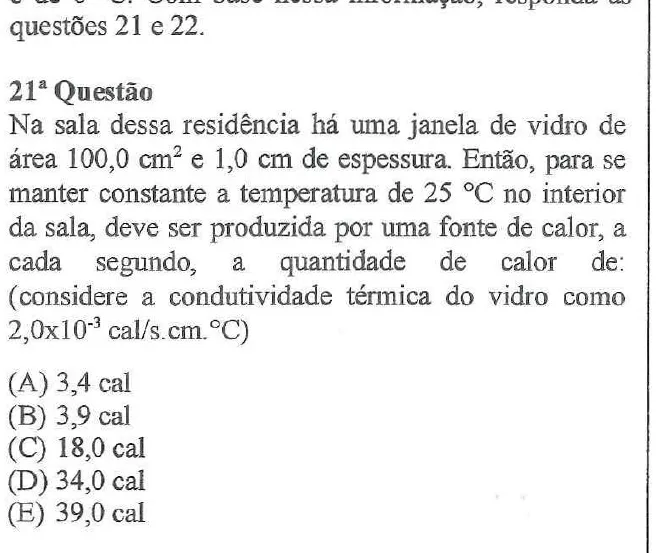 questões 21 e 22.
21ª Questão
Na sala dessa residência há uma janela de vidro de
área 100,0 cm² e 1,0 cm de espessura. Então, para se
manter constante a temperatura de 25 °C no interior
da sala, deve ser produzida por uma fonte de calor, a
cada segundo, a quantidade de calor de:
(considere a condutividade térmica do vidro como
2,0x10⁻³ cal/s.cm.°C)
(A) 3,4 cal
(B) 3,9 cal
(C) 18,0 cal
(D) 34,0 cal
(E) 39,0 cal